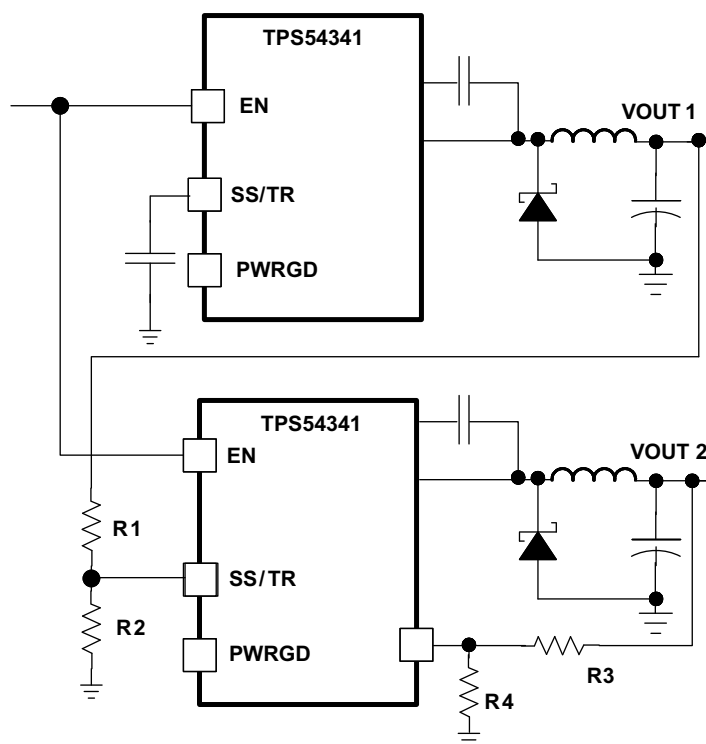 TPS54341
EN
VOUT 1
SS/TR
PWRGD
TPS54341
EN
VOUT 2
R1
SS/TR
R2
PWRGD
R3
R4